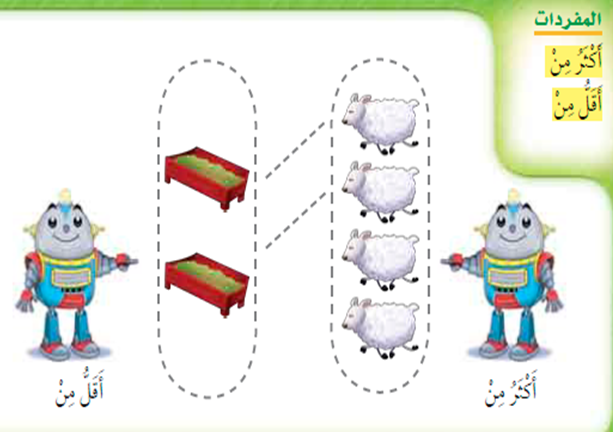 المفردات
أَكْثَرُ مِنْ
أَقَلُّ مِنْ
أَكْثَرُ مِنْ
أَقَلُّ مِنْ